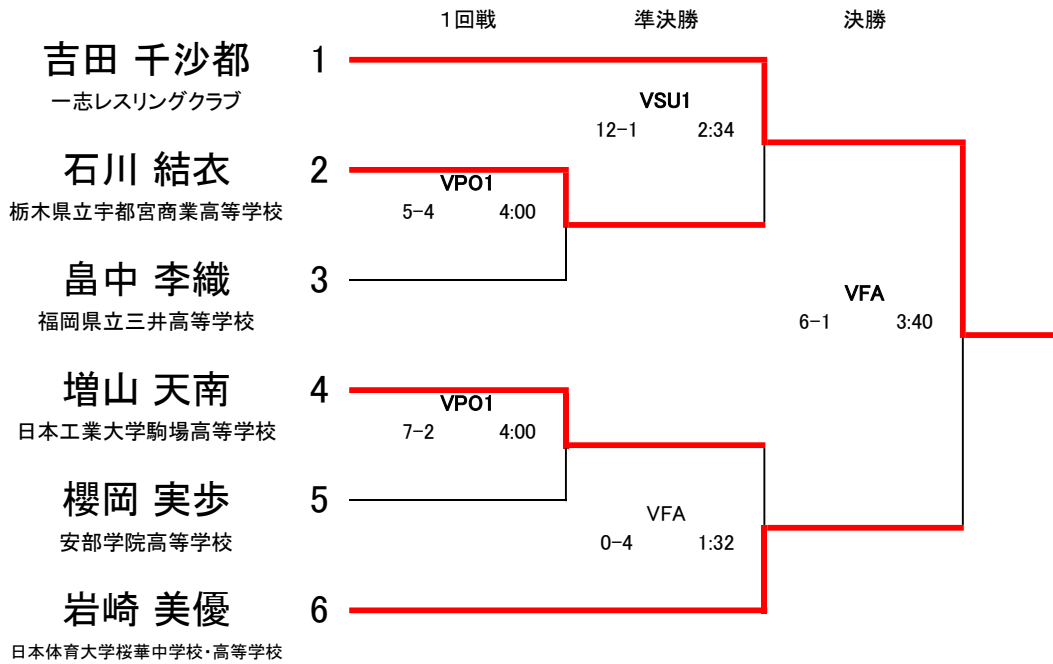 1回戦 準決勝 決勝
吉田 千沙都 1
一志レスリングクラブ
VSU1
12-1 2:34
石川 結衣 2
栃木県立宇都宮商業高等学校
VPO1
5-4 4:00
畠中 李織 3
福岡県立三井高等学校
VFA
6-1 3:40
増山 天南 4
日本工業大学駒場高等学校
VPO1
7-2 4:00
櫻岡 実歩 5
安部学院高等学校
VFA
0-4 1:32
岩崎 美優 6
日本体育大学桜華中学校・高等学校